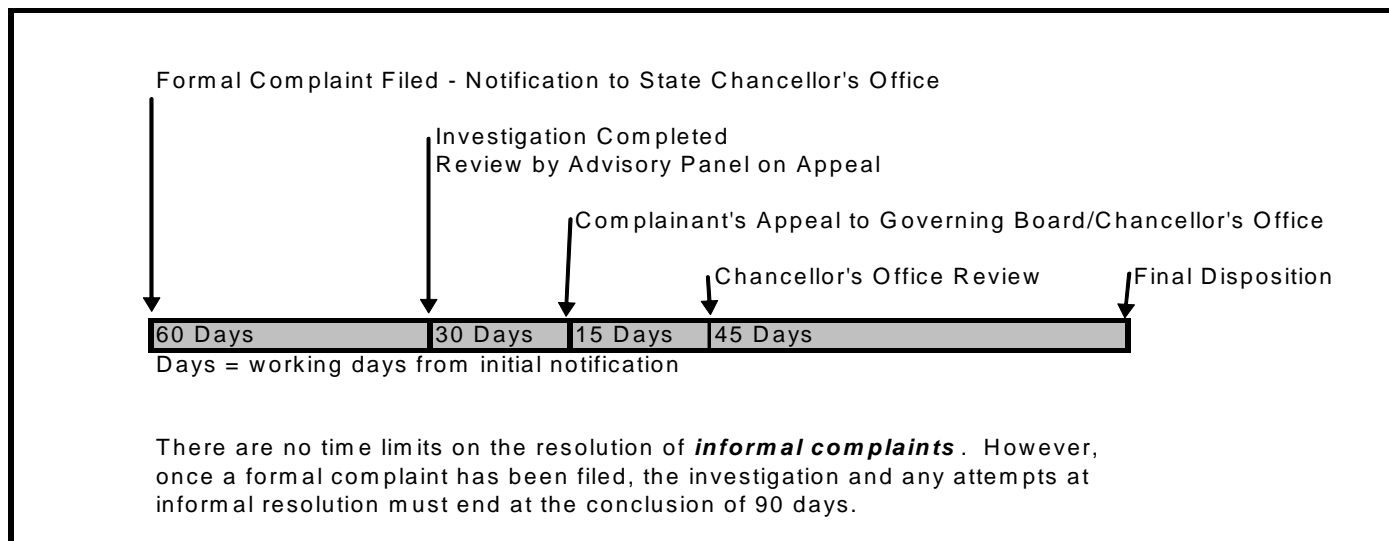 Formal Complaint Filed - Notification to State Chancellor's Office
Investigation Completed
Review by Advisory Panel on Appeal
Complainant's Appeal to Governing Board/Chancellor's Office
Chancellor's Office Review
Final Disposition
60 Days
30 Days
15 Days
45 Days
Days = working days from initial notification
There are no time limits on the resolution of informal complaints. However,
once a formal complaint has been filed, the investigation and any attempts at
informal resolution must end at the conclusion of 90 days.